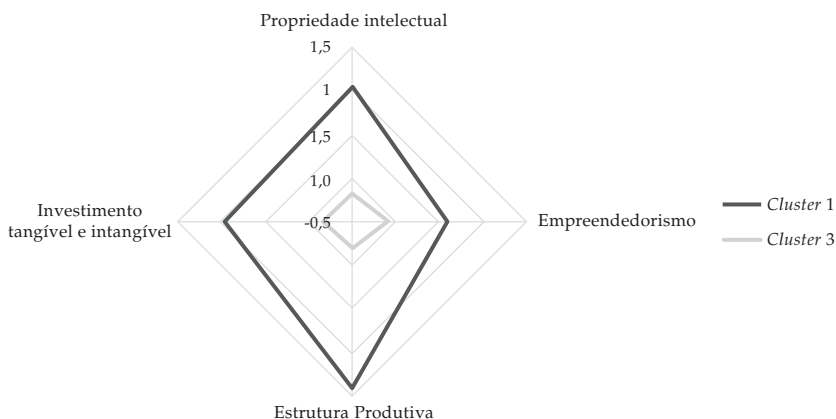 Propriedade intelectual
1,5
1
1,5
1,0
-0,5
Investimento
tangível e intangível
Empreendedorismo
Estrutura Produtiva
Cluster 1
Cluster 3